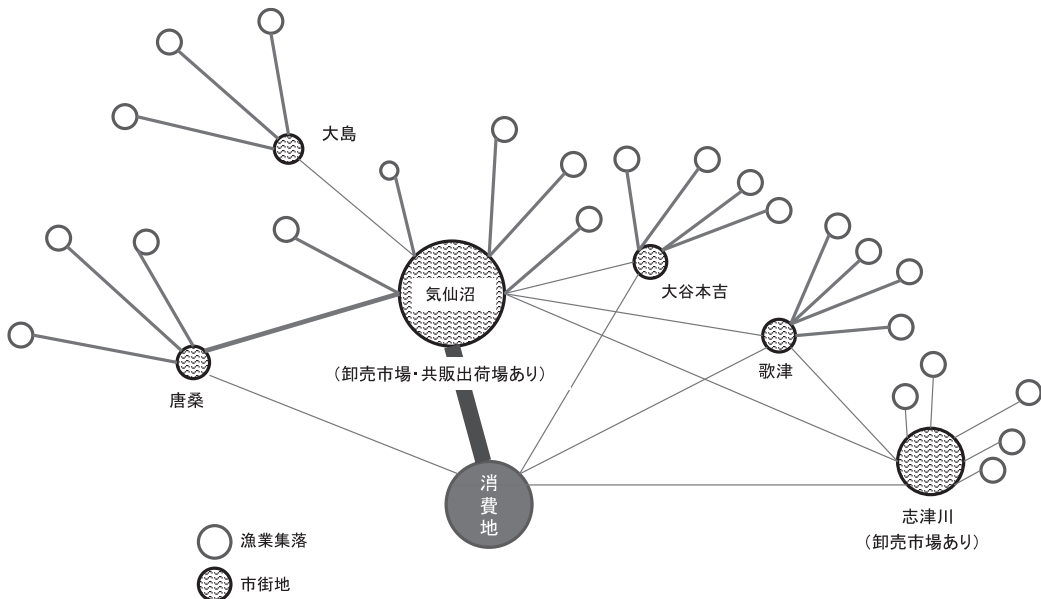 大島
気仙沼
大谷本吉
(卸売市場・共販出荷場あり)
歌津
唐桑
消費地
志津川
(卸売市場あり)
漁業集落
市街地